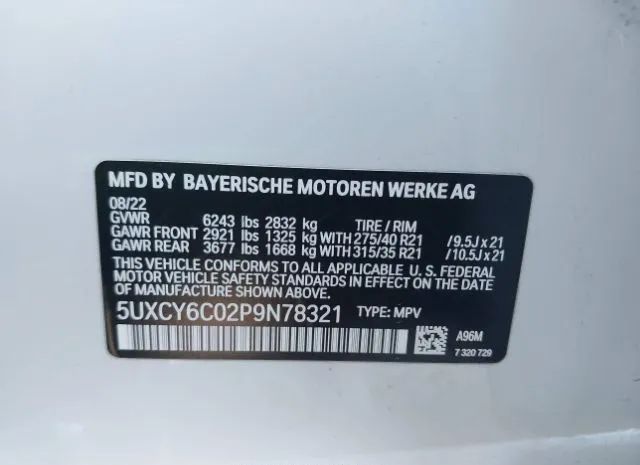 MFD BY BAYERISCHE MOTOREN WERKE AG
08/22
GVWR 6243 lbs 2832 kg TIRE / RIM
GAWR FRONT 2921 lbs 1325 kg WITH 275/40 R21 / 9.5J x 21
GAWR REAR 3677 lbs 1668 kg WITH 315/35 R21 / 10.5J x 21
THIS VEHICLE CONFORMS TO ALL APPLICABLE U. S. FEDERAL
MOTOR VEHICLE SAFETY STANDARDS IN EFFECT ON THE DATE
OF MANUFACTURE SHOWN ABOVE.
5UXCY6C02P9N78321 TYPE: MPV
A96M
7 320 729